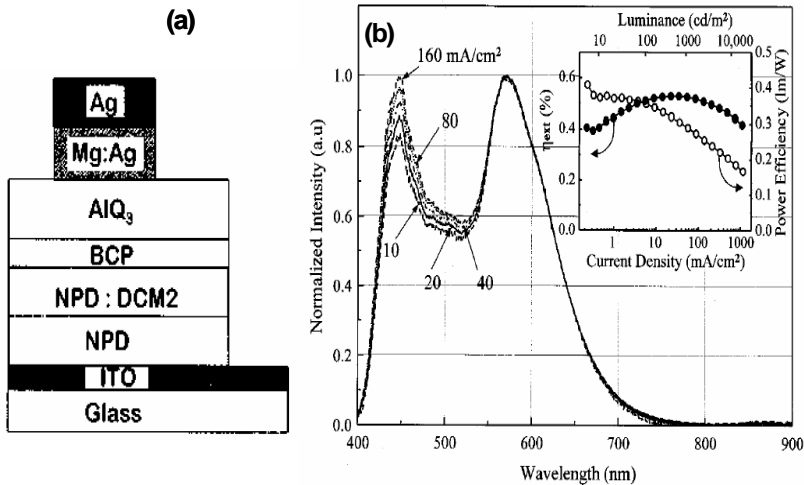 (a)
Ag
Mg:Ag
AlQ₃
BCP
NPD : DCM2
NPD
ITO
Glass
(b)
160 mA/cm²
80
10
20
40
Normalized Intensity (a.u)
1.0
0.8
0.6
0.4
0.2
0.0
400 500 600 700 800 900
Wavelength (nm)
Luminance (cd/m²)
10 100 1000 10,000
ηext (%)
0.6
0.4
0.2
0.0
0.5
0.4
0.3
0.2
0.1
0.0
Power Efficiency (lm/W)
1 10 100 1000
Current Density (mA/cm²)